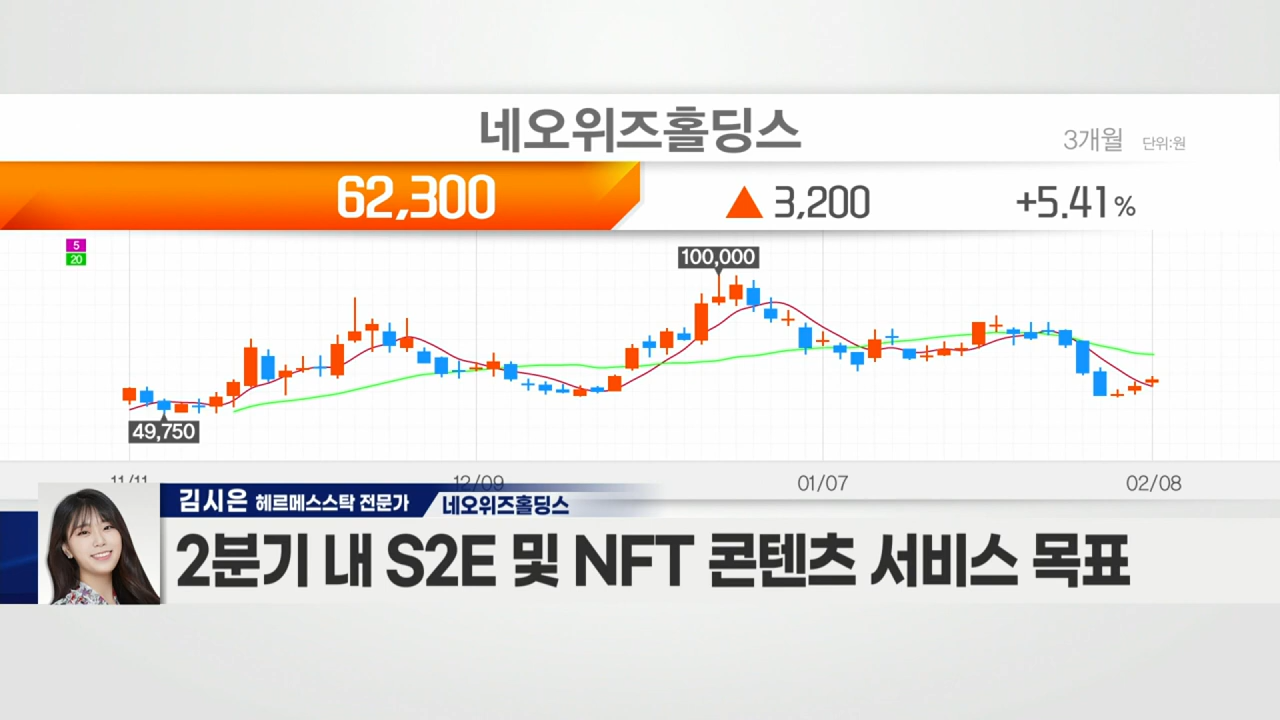 네오위즈홀딩스
3개월 단위:원
62,300 ▲ 3,200 +5.41%
5
20
100,000
49,750
11/11 12/09 01/07 02/08
김시은 헤르메스스탁 전문가 네오위즈홀딩스
2분기 내 S2E 및 NFT 콘텐츠 서비스 목표